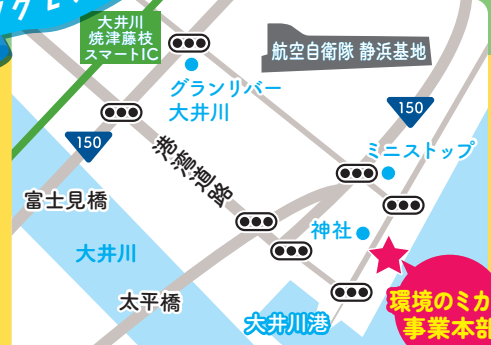 大井川
焼津藤枝
スマートIC
航空自衛隊 静浜基地
グランリバー
大井川
150
150
港湾道路
ミニストップ
富士見橋
神社
大井川
太平橋
大井川港
環境のミカ
事業本部